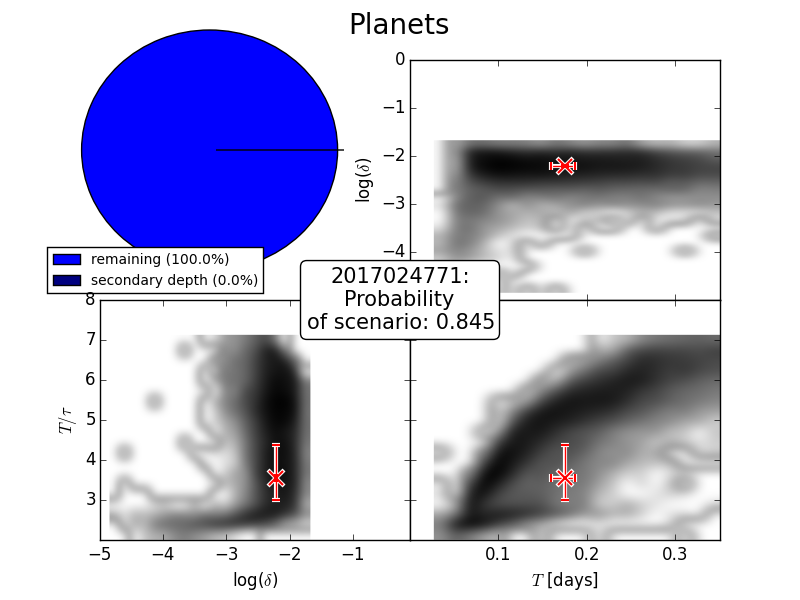 Planets
remaining (100.0%)
secondary depth (0.0%)
0
−1
−2
−3
−4
log(δ)
2017024771:
Probability
of scenario: 0.845
8
7
6
5
4
3
T/τ
−5
−4
−3
−2
−1
log(δ)
0.1
0.2
0.3
T [days]